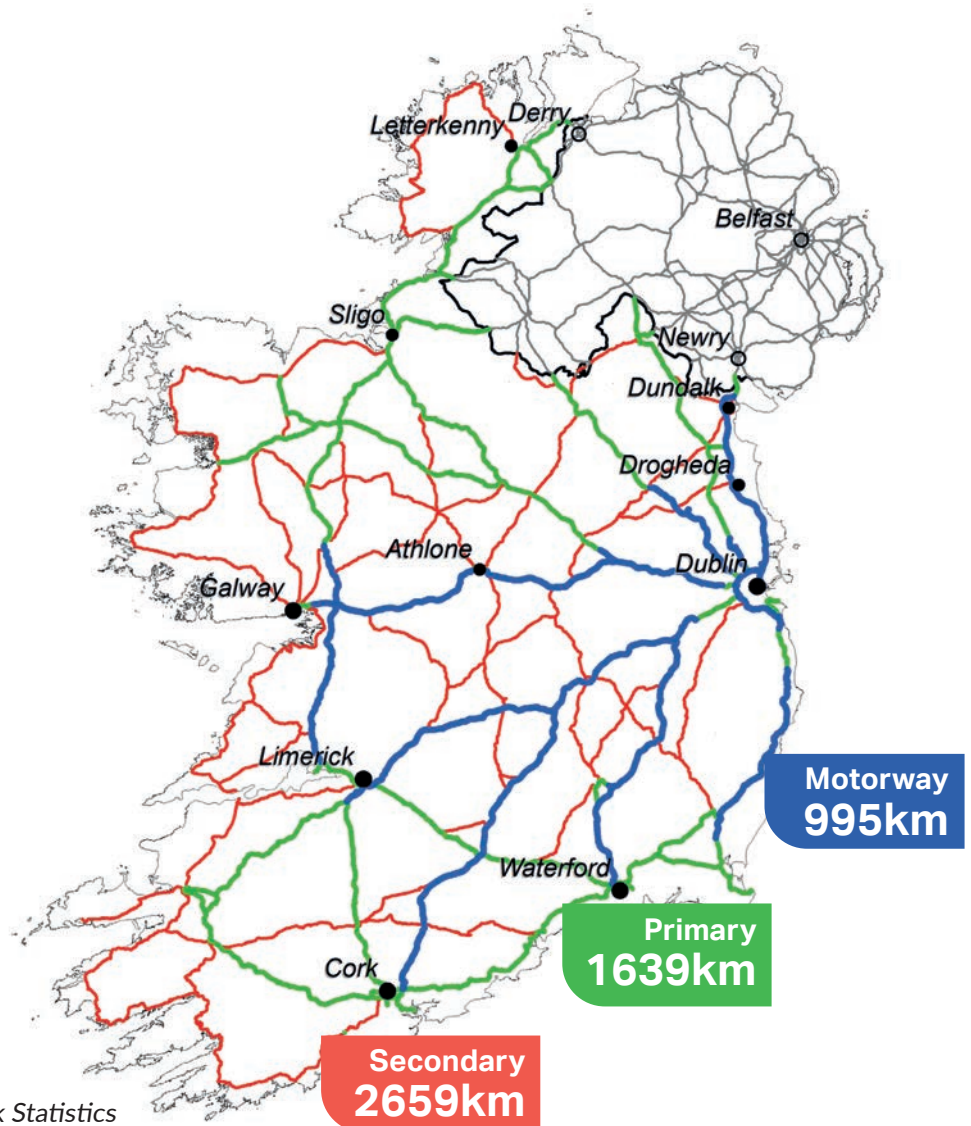 Derry
Letterkenny
Belfast
Sligo
Newry
Dundalk
Drogheda
Athlone
Dublin
Galway
Limerick
Motorway
995km
Waterford
Primary
1639km
Cork
Secondary
2659km
Statistics